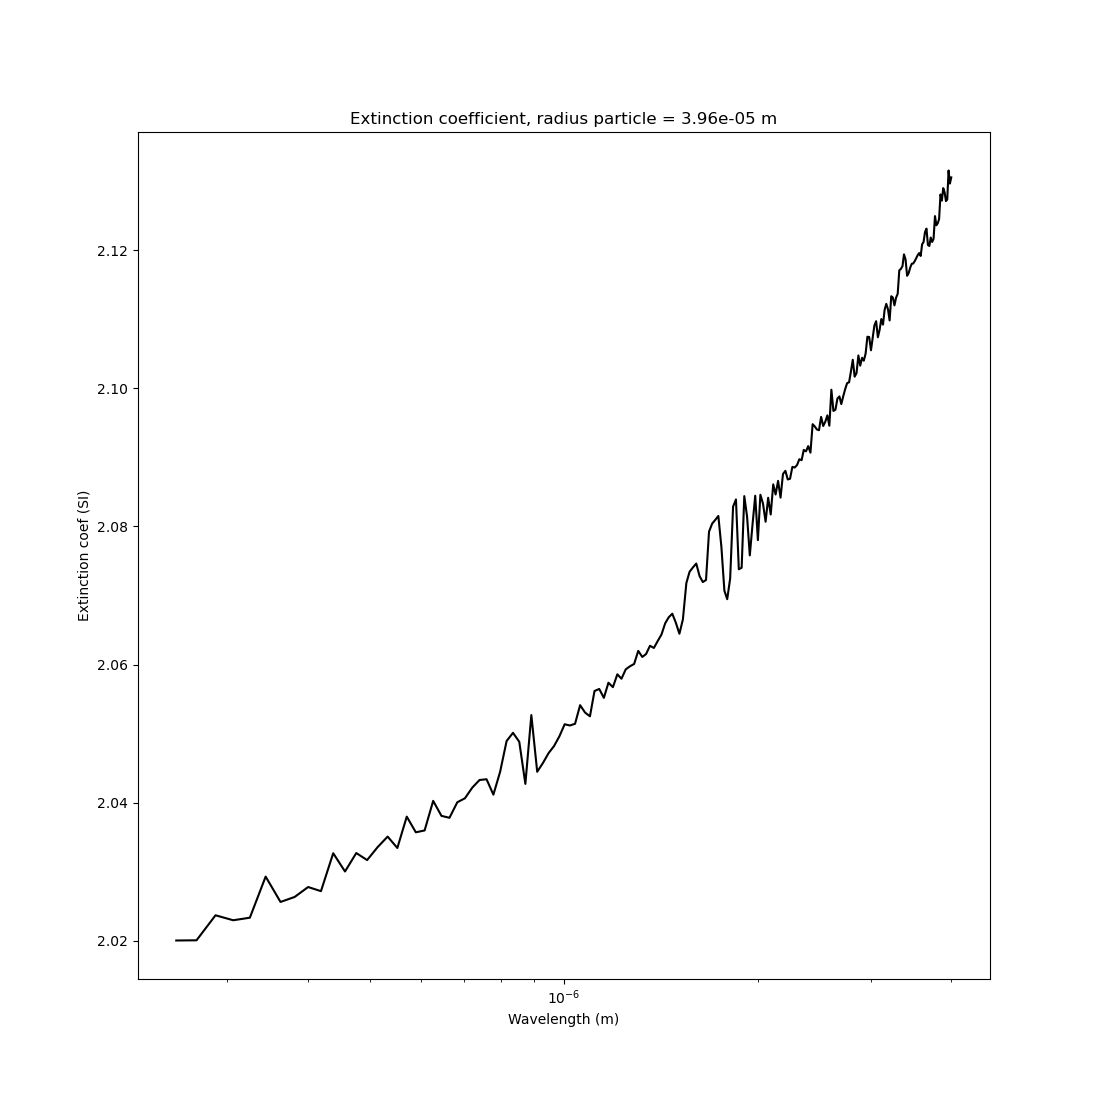 Extinction coefficient, radius particle = 3.96e-05 m
2.12
2.10
2.08
2.06
2.04
2.02
Extinction coef (SI)
10⁻⁶
Wavelength (m)